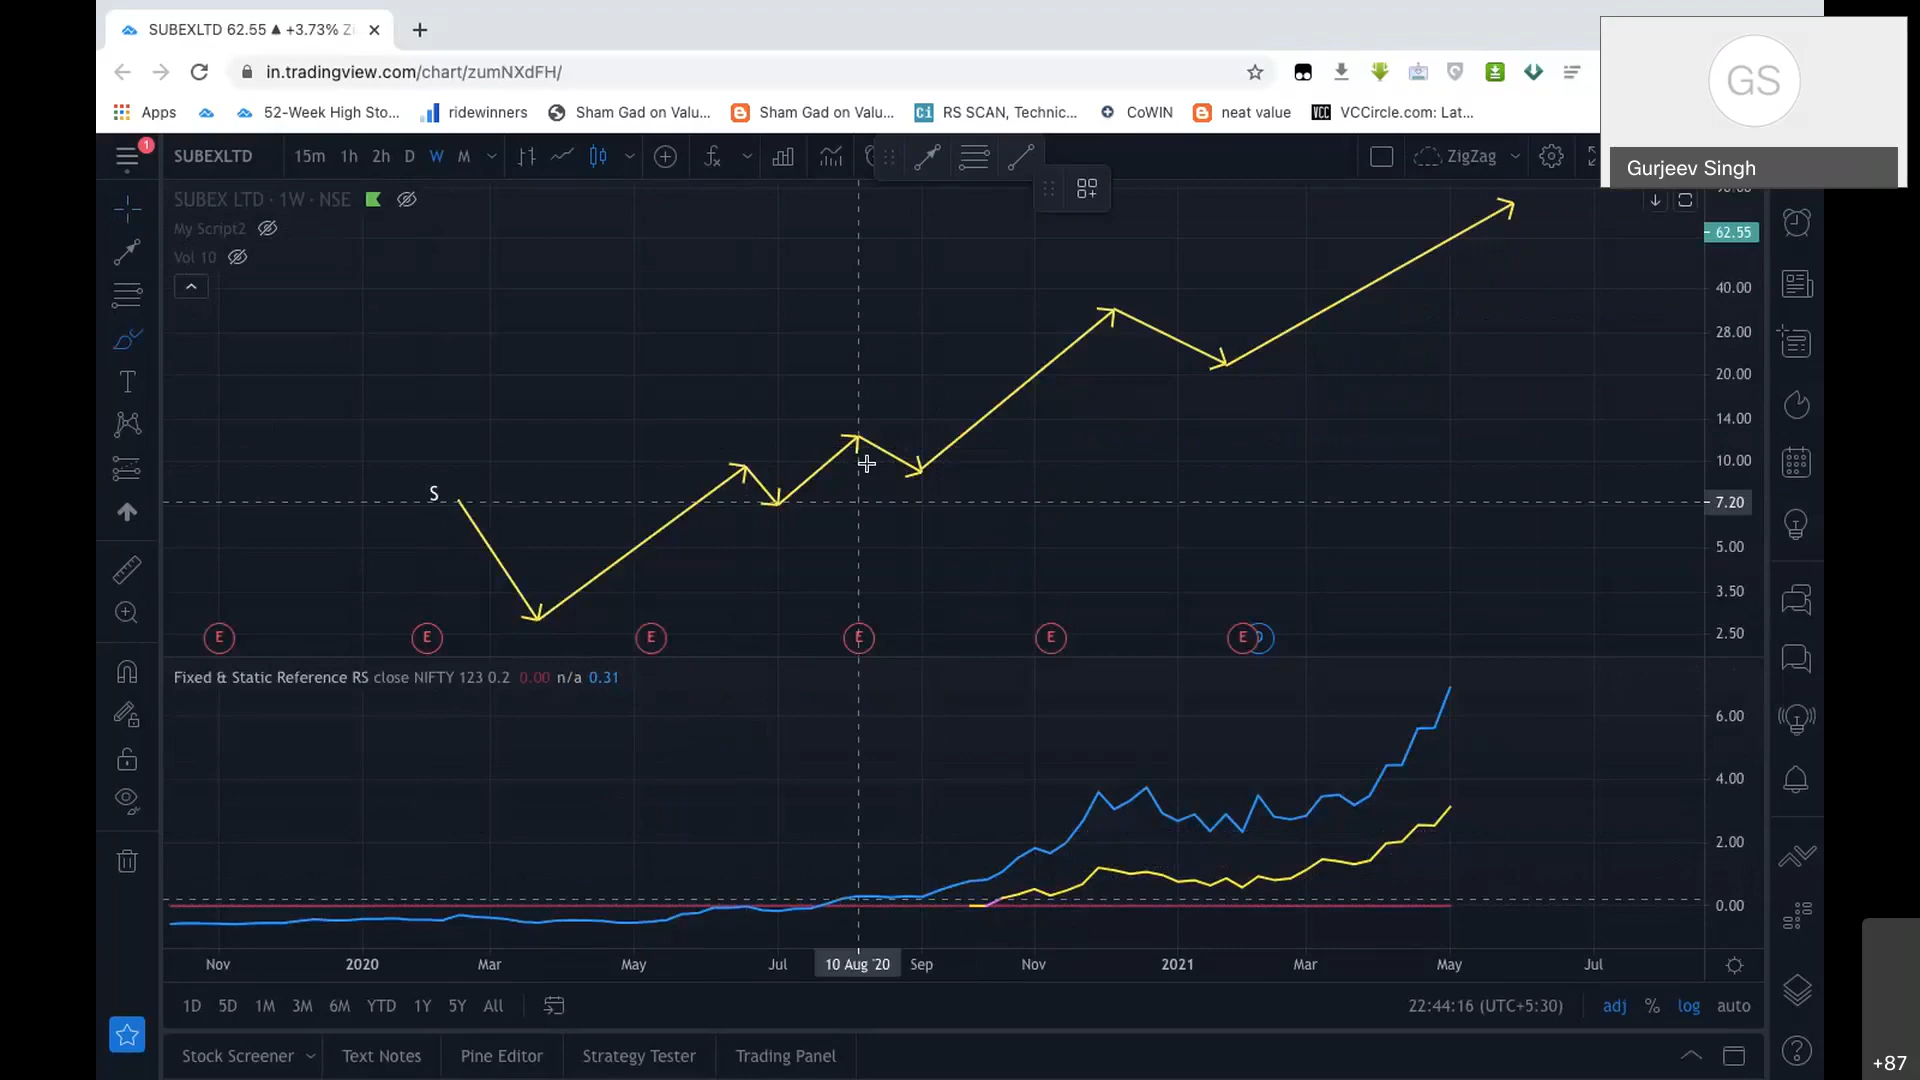 SUBEXLTD 62.55 ▲ +3.73% Zi
GS
Gurjeev Singh
in.tradingview.com/chart/zumNXdFH/
Apps
52-Week High Sto...
ridewinners
Sham Gad on Valu...
Sham Gad on Valu...
RS SCAN, Technic...
CoWIN
neat value
VCCircle.com: Lat...
1
SUBEXLTD
15m 1h 2h D W M
ZigZag
SUBEX LTD · 1W · NSE
My Script2
Vol 10
62.55
40.00
28.00
20.00
14.00
10.00
7.20
5.00
3.50
2.50
S
E E E E E E
Fixed & Static Reference RS close NIFTY 123 0.2 0.00 n/a 0.31
6.00
4.00
2.00
0.00
Nov 2020 Mar May Jul 10 Aug '20 Sep Nov 2021 Mar May Jul
1D 5D 1M 3M 6M YTD 1Y 5Y All
22:44:16 (UTC+5:30)
adj % log auto
Stock Screener
Text Notes
Pine Editor
Strategy Tester
Trading Panel
+87